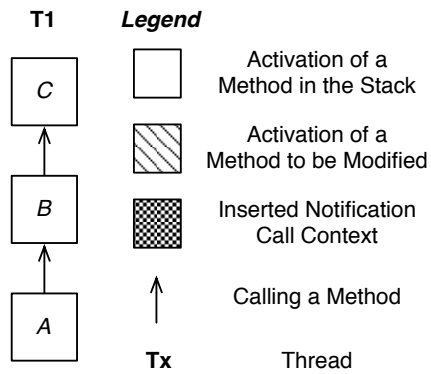 T1
Legend
C
Activation of a
Method in the Stack
Activation of a
Method to be Modified
B
Inserted Notification
Call Context
Calling a Method
A
Tx Thread